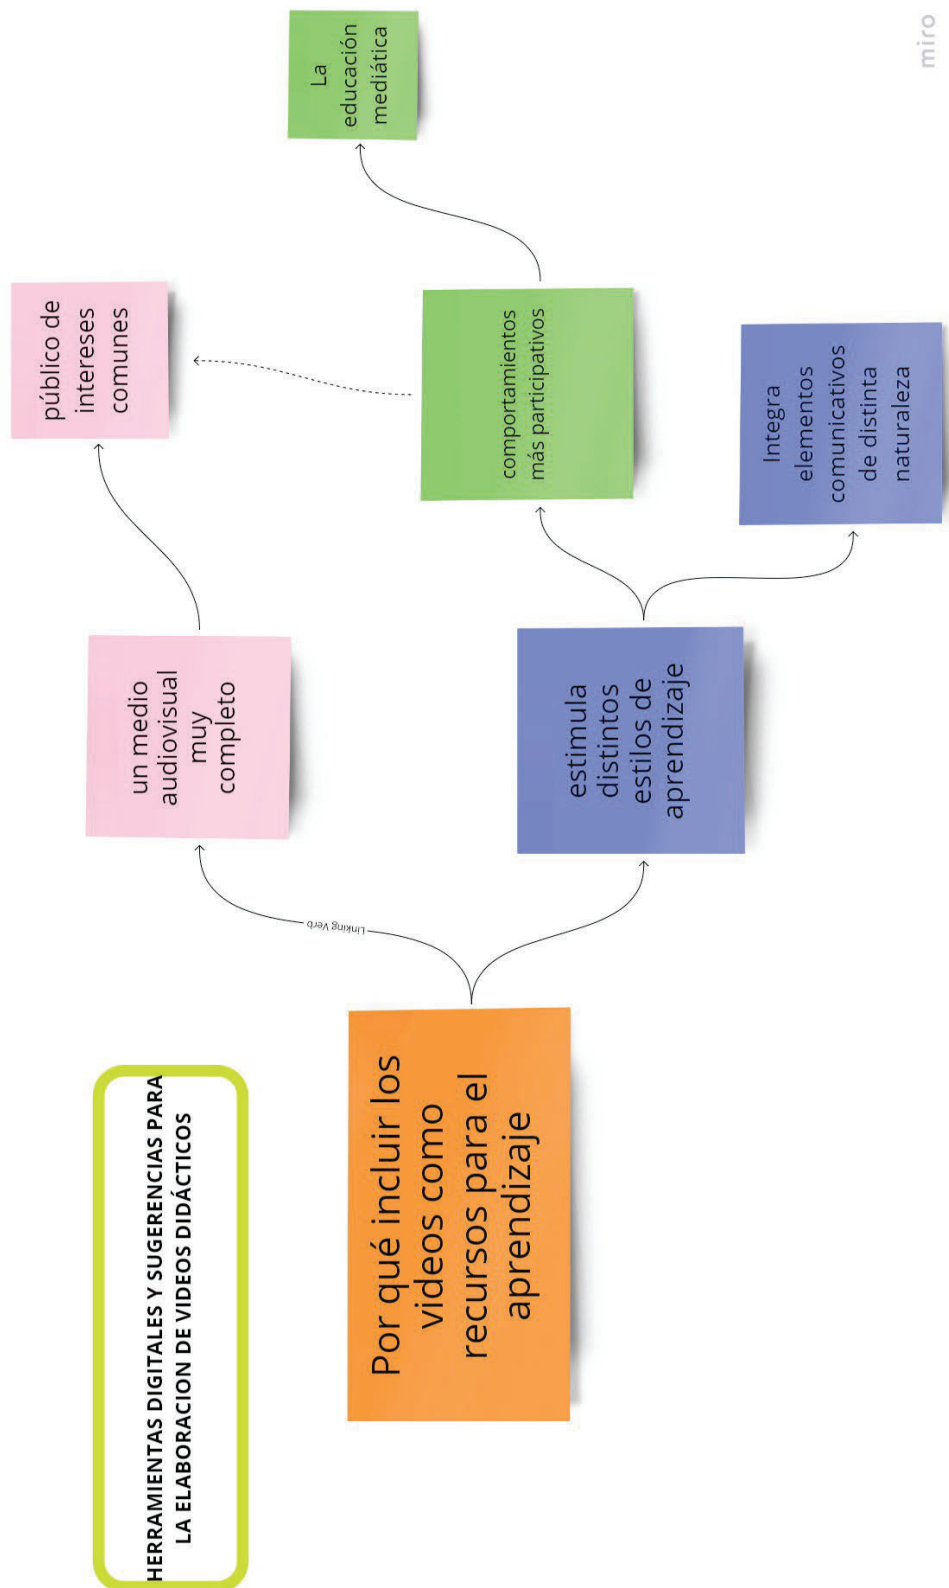 HERRAMIENTAS DIGITALES Y SUGERENCIAS PARA
LA ELABORACION DE VIDEOS DIDÁCTICOS
Por qué incluir los
videos como
recursos para el
aprendizaje
Linking Verb
un medio
audiovisual
muy
completo
público de
intereses
comunes
estimula
distintos
estilos de
aprendizaje
comportamientos
más participativos
La
educación
mediática
Integra
elementos
comunicativos
de distinta
naturaleza
miro